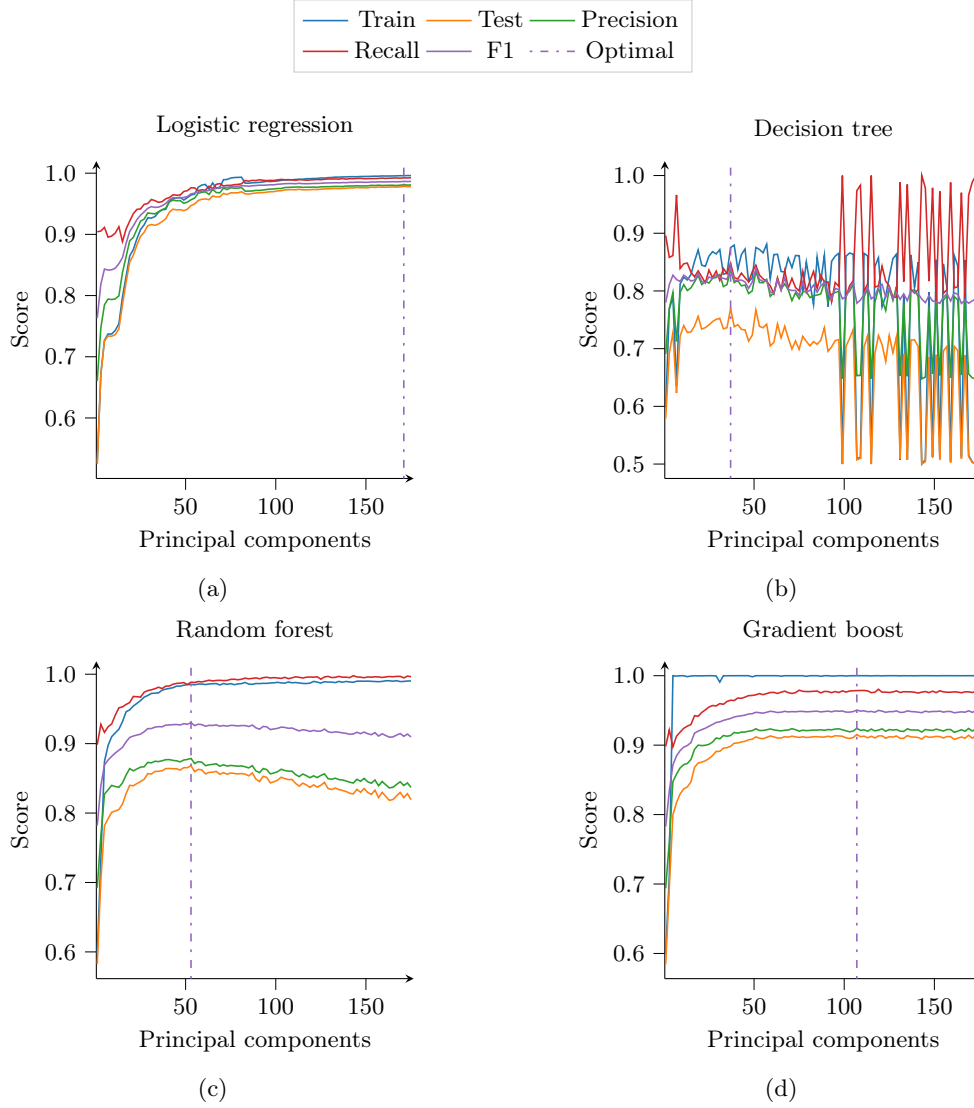 Train Test Precision
Recall F1 Optimal
Logistic regression
1.0
0.9
0.8
0.7
0.6
Score
50 100 150
Principal components
(a)
Decision tree
1.0
0.9
0.8
0.7
0.6
0.5
Score
50 100 150
Principal components
(b)
Random forest
1.0
0.9
0.8
0.7
0.6
Score
50 100 150
Principal components
(c)
Gradient boost
1.0
0.9
0.8
0.7
0.6
Score
50 100 150
Principal components
(d)